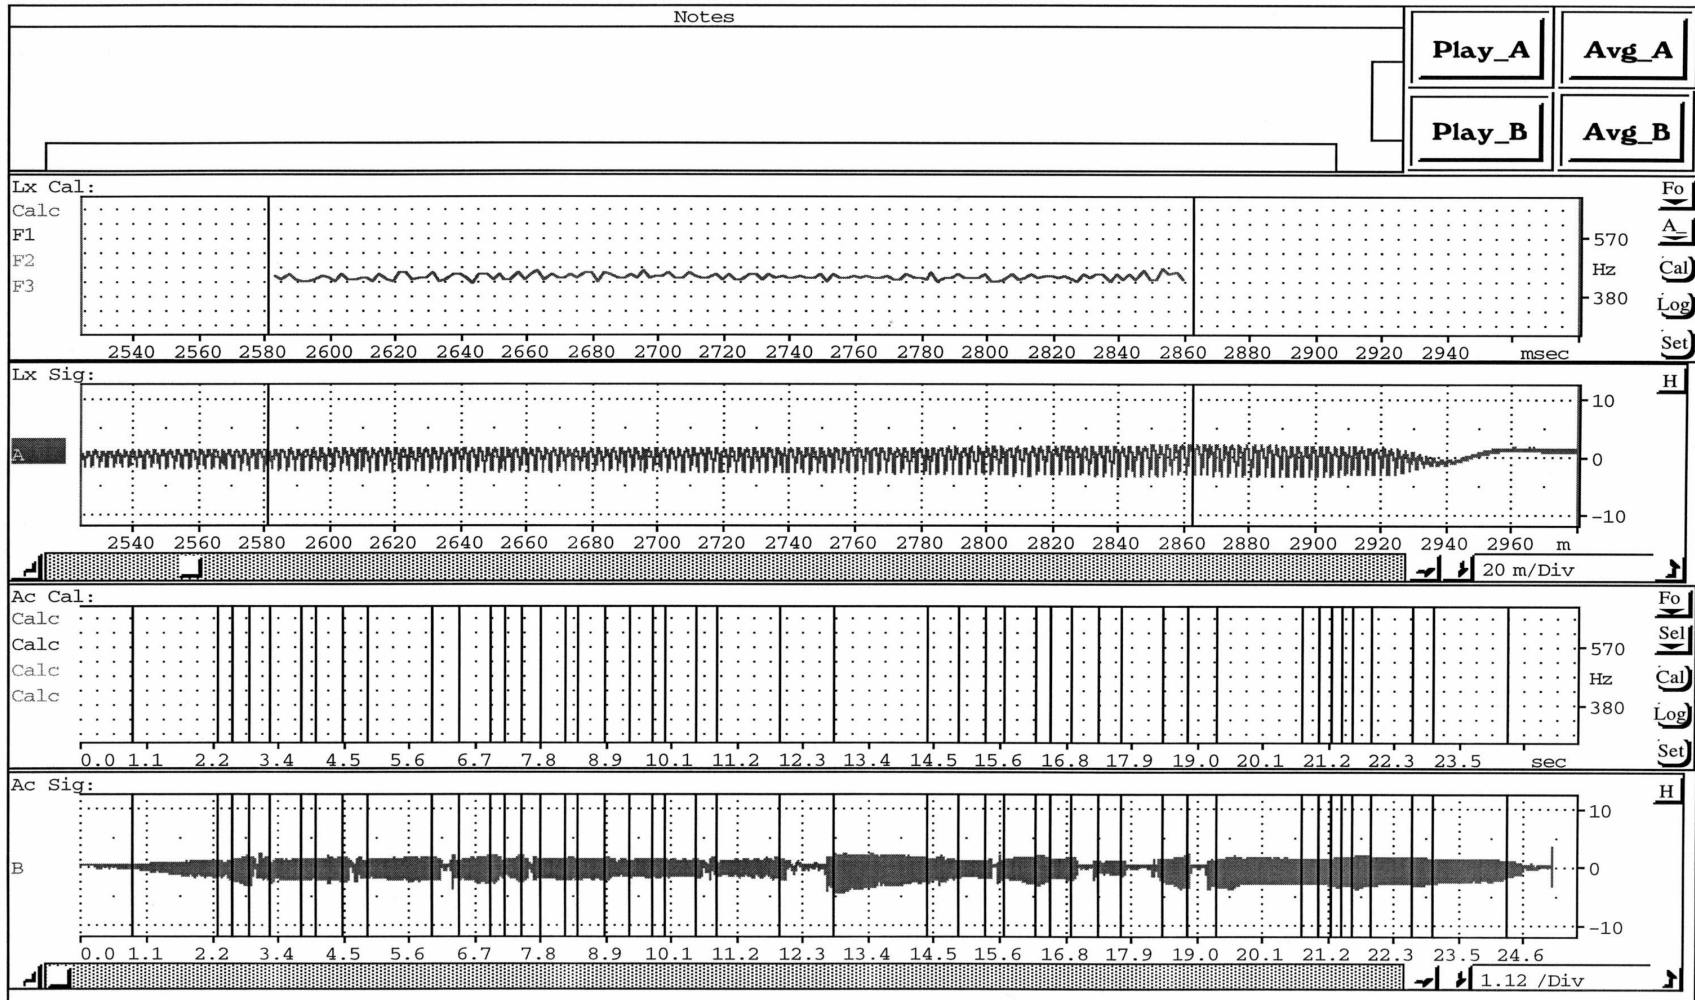 Notes
Play_A Avg_A
Play_B Avg_B
Lx Cal:
Calc
F1
F2
F3
570
Hz
380
Fo
A_
Cal
Log
Set
2540 2560 2580 2600 2620 2640 2660 2680 2700 2720 2740 2760 2780 2800 2820 2840 2860 2880 2900 2920 2940 msec
Lx Sig:
H
A
10
0
-10
2540 2560 2580 2600 2620 2640 2660 2680 2700 2720 2740 2760 2780 2800 2820 2840 2860 2880 2900 2920 2940 2960 m
20 m/Div
Ac Cal:
Calc
Calc
Calc
Calc
570
Hz
380
Fo
Sel
Cal
Log
Set
0.0 1.1 2.2 3.4 4.5 5.6 6.7 7.8 8.9 10.1 11.2 12.3 13.4 14.5 15.6 16.8 17.9 19.0 20.1 21.2 22.3 23.5 sec
Ac Sig:
H
B
10
0
-10
0.0 1.1 2.2 3.4 4.5 5.6 6.7 7.8 8.9 10.1 11.2 12.3 13.4 14.5 15.6 16.8 17.9 19.0 20.1 21.2 22.3 23.5 24.6
1.12 /Div